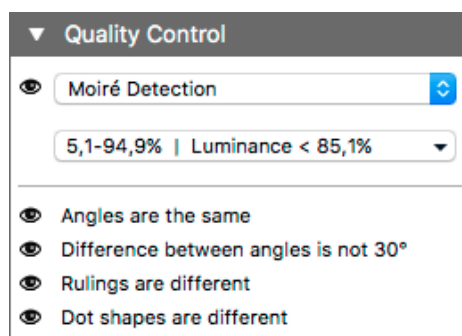 Quality Control
Moiré Detection
5,1-94,9% | Luminance < 85,1%
Angles are the same
Difference between angles is not 30°
Rulings are different
Dot shapes are different